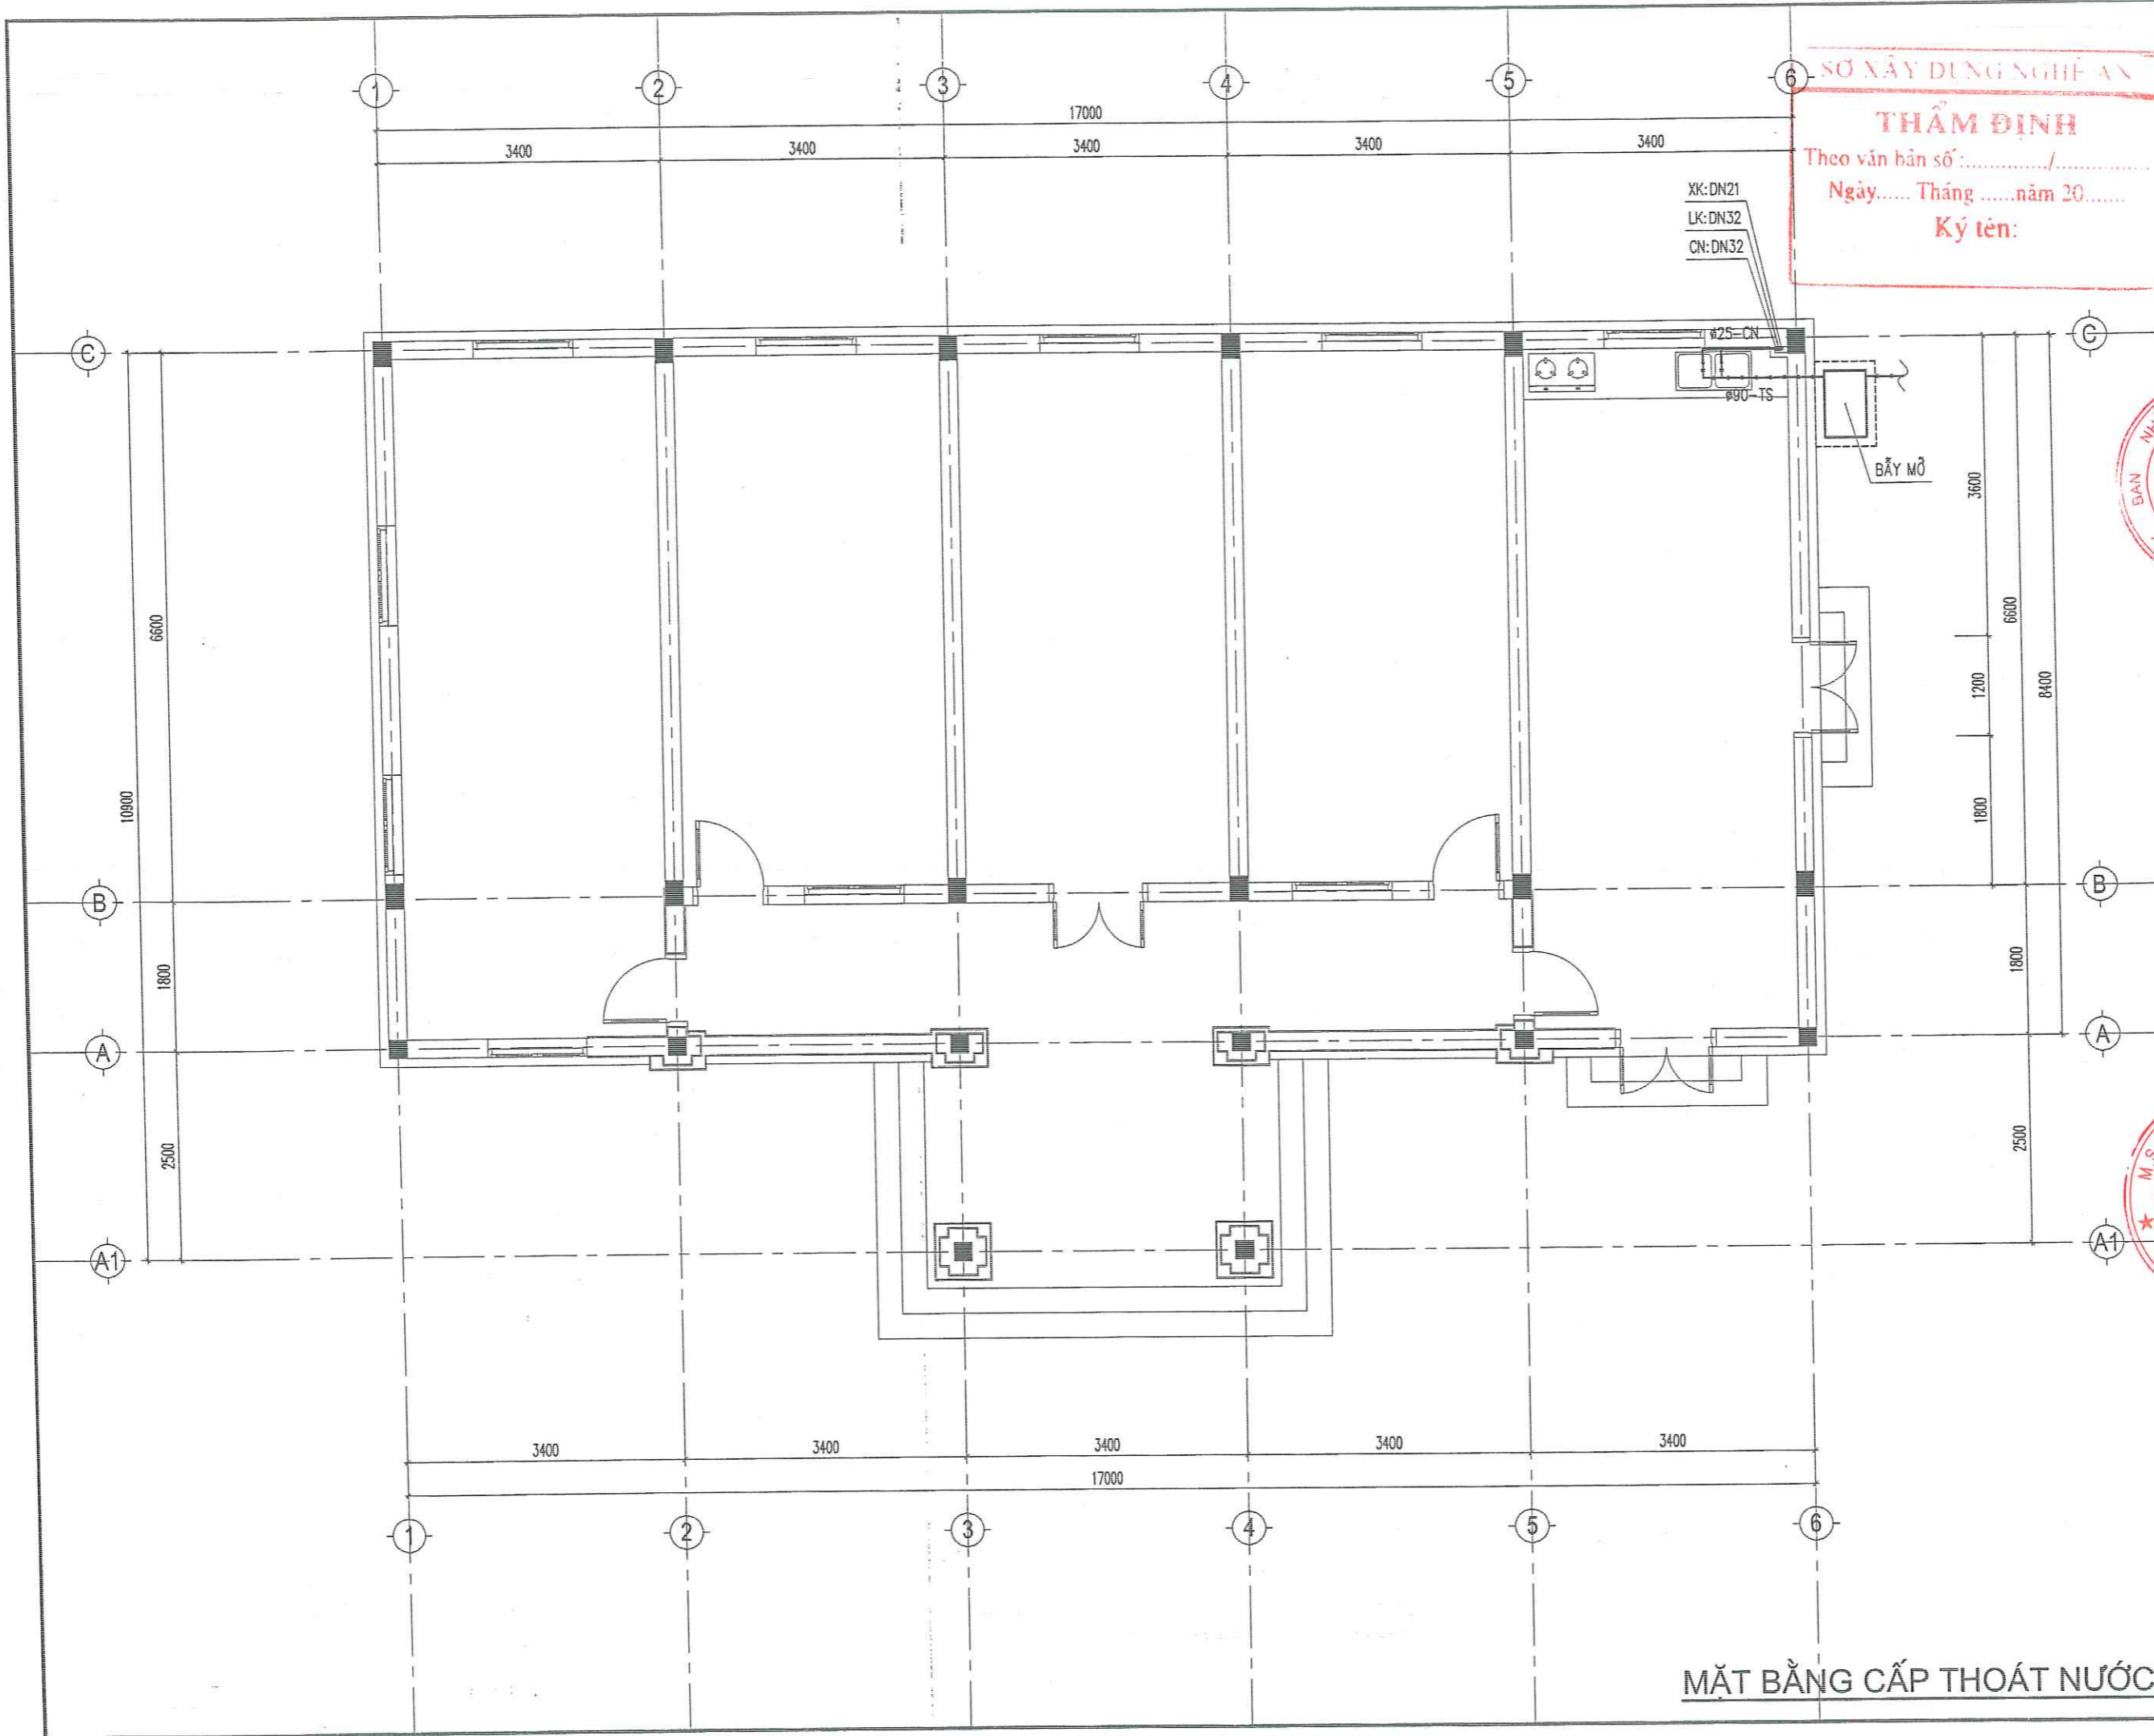 1 2 3 4 5 6
SỞ XÂY DỰNG NGHỆ AN
17000
THẨM ĐỊNH
3400 3400 3400 3400 3400
Theo văn bản số:............../..............
Ngày...... Tháng ......năm 20.......
Ký tên:
XK:DN21
LK:DN32
CN:DN32
C C
ø25-CN
ø90-TS
BẪY MỠ
BAN
3600
6600 6600
1200
8400
10900
1800
B B
1800 1800
A A
2500 2500
M.S
A1 A1
3400 3400 3400 3400 3400
17000
1 2 3 4 5 6
MẶT BẰNG CẤP THOÁT NƯỚC